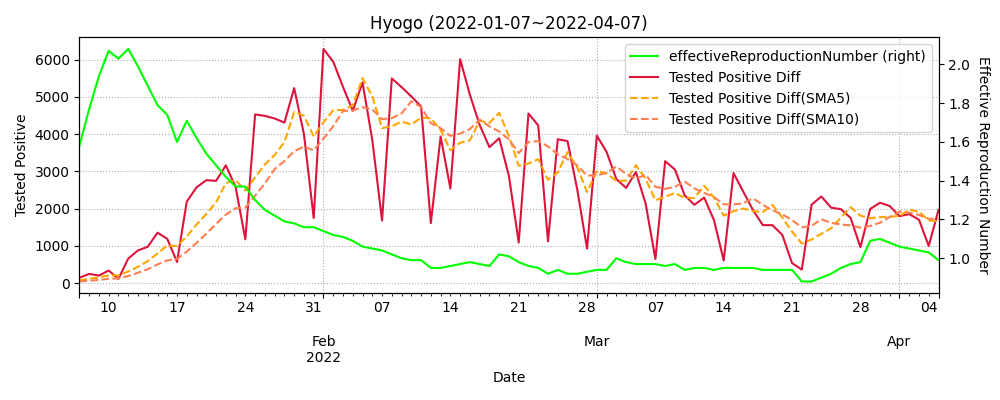 Hyogo (2022-01-07~2022-04-07)
effectiveReproductionNumber (right)
Tested Positive Diff
Tested Positive Diff(SMA5)
Tested Positive Diff(SMA10)
Tested Positive
6000
5000
4000
3000
2000
1000
0
2.0
1.8
1.6
1.4
1.2
1.0
Effective Reproduction Number
10 17 24 31 07 14 21 28 07 14 21 28 04
Feb Mar Apr
2022
Date